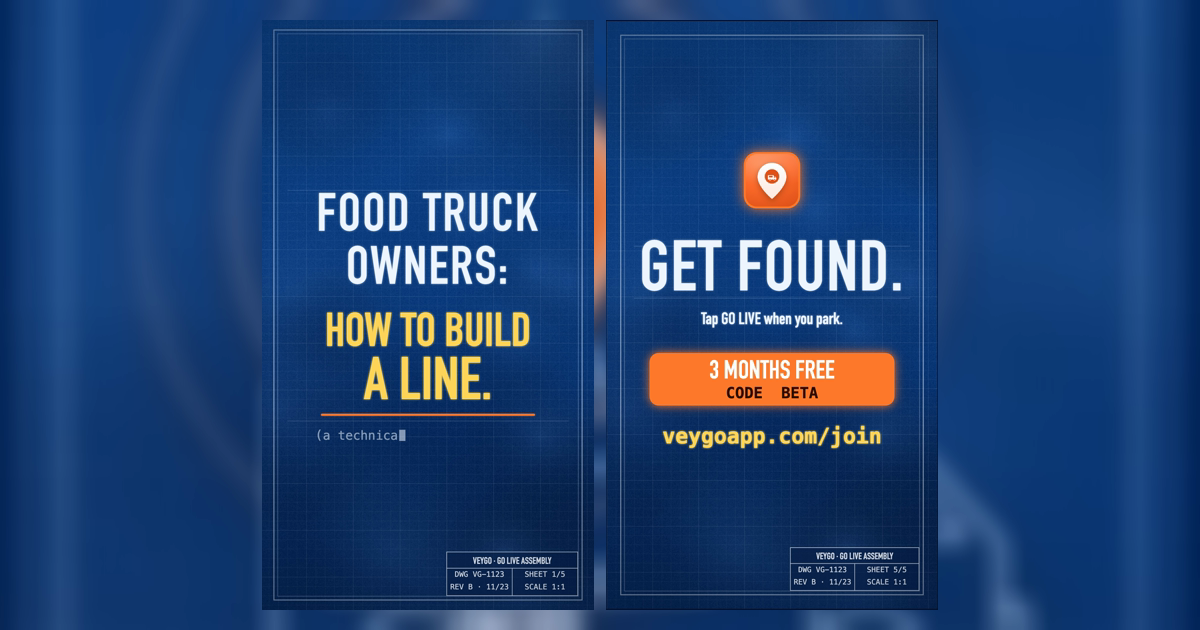 FOOD TRUCK
OWNERS:
HOW TO BUILD
A LINE.
(a technica
VEYGO · GO LIVE ASSEMBLY
DWG VG-1123
SHEET 1/5
REV B · 11/23
SCALE 1:1
GET FOUND.
Tap GO LIVE when you park.
3 MONTHS FREE
CODE BETA
veygoapp.com/join
VEYGO · GO LIVE ASSEMBLY
DWG VG-1123
SHEET 5/5
REV B · 11/23
SCALE 1:1